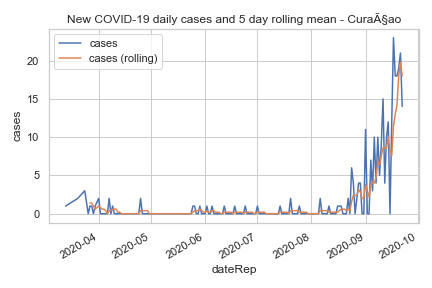 New COVID-19 daily cases and 5 day rolling mean - CuraÃ§ao
cases
cases (rolling)
20
15
10
5
0
cases
2020-04
2020-05
2020-06
2020-07
2020-08
2020-09
2020-10
dateRep